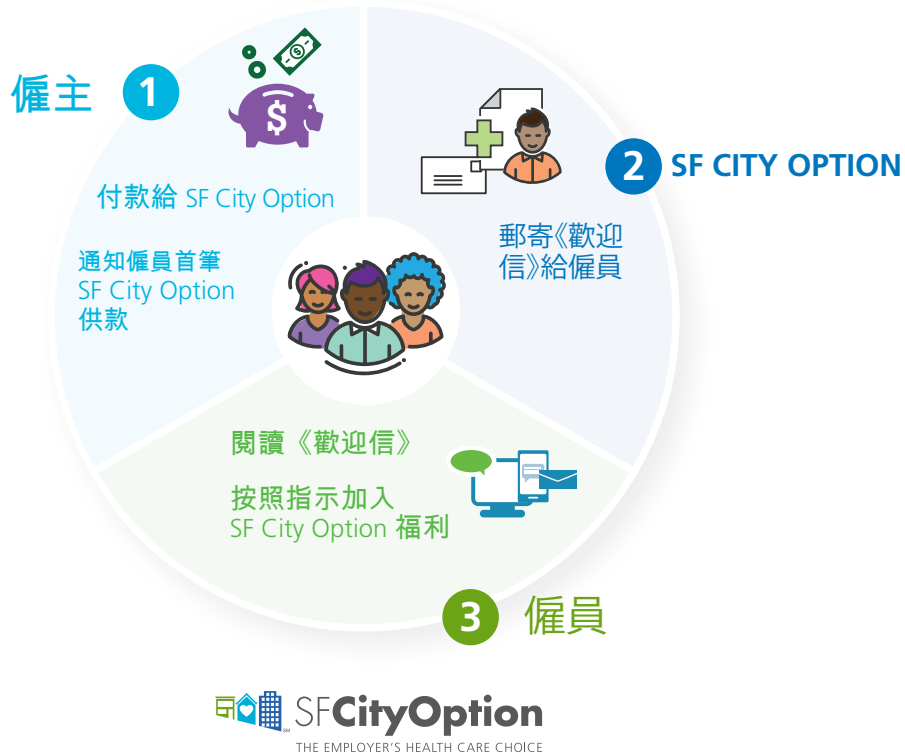 僱主 1
$
付款給 SF City Option
通知僱員首筆
SF City Option
供款
2 SF CITY OPTION
郵寄《歡迎
信》給僱員
閱讀《歡迎信》
按照指示加入
SF City Option 福利
3 僱員
SFCityOption
SM
THE EMPLOYER'S HEALTH CARE CHOICE